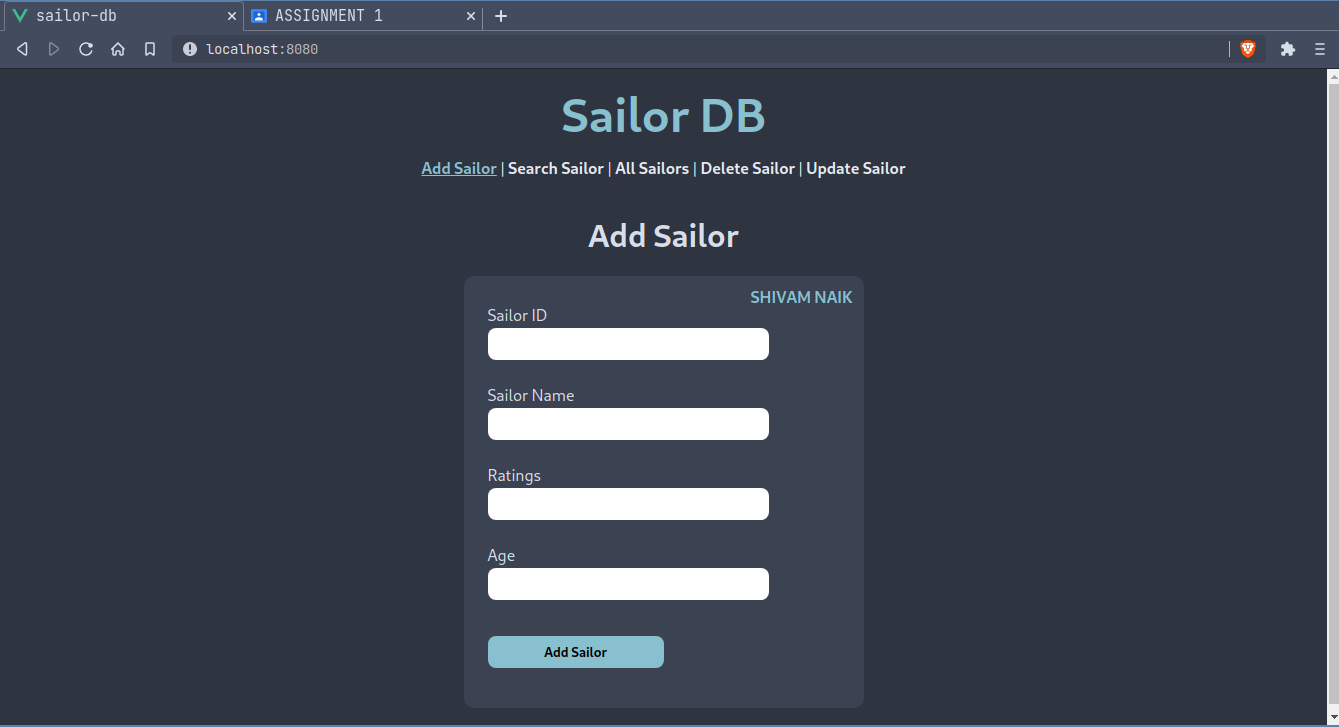 sailor-db
ASSIGNMENT 1
localhost:8080
Sailor DB
Add Sailor | Search Sailor | All Sailors | Delete Sailor | Update Sailor
Add Sailor
SHIVAM NAIK
Sailor ID
Sailor Name
Ratings
Age
Add Sailor